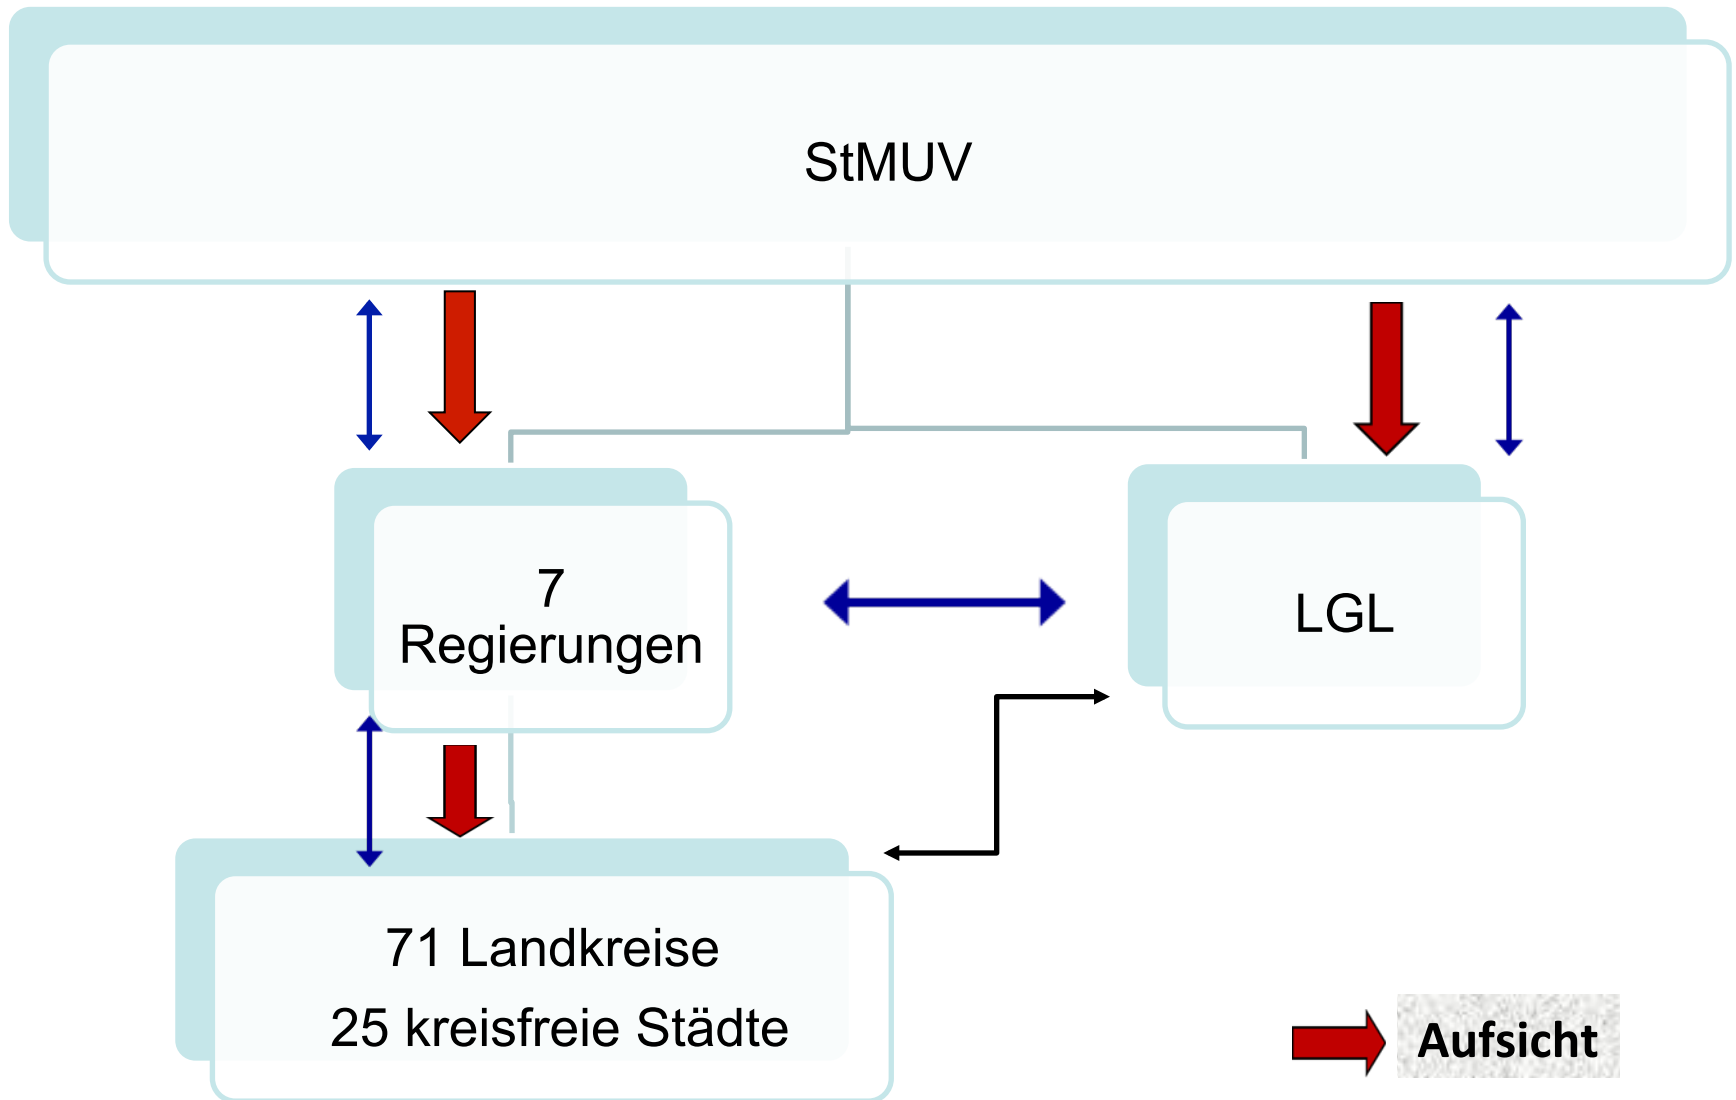 StMUV
7
Regierungen
LGL
71 Landkreise
25 kreisfreie Städte
Aufsicht